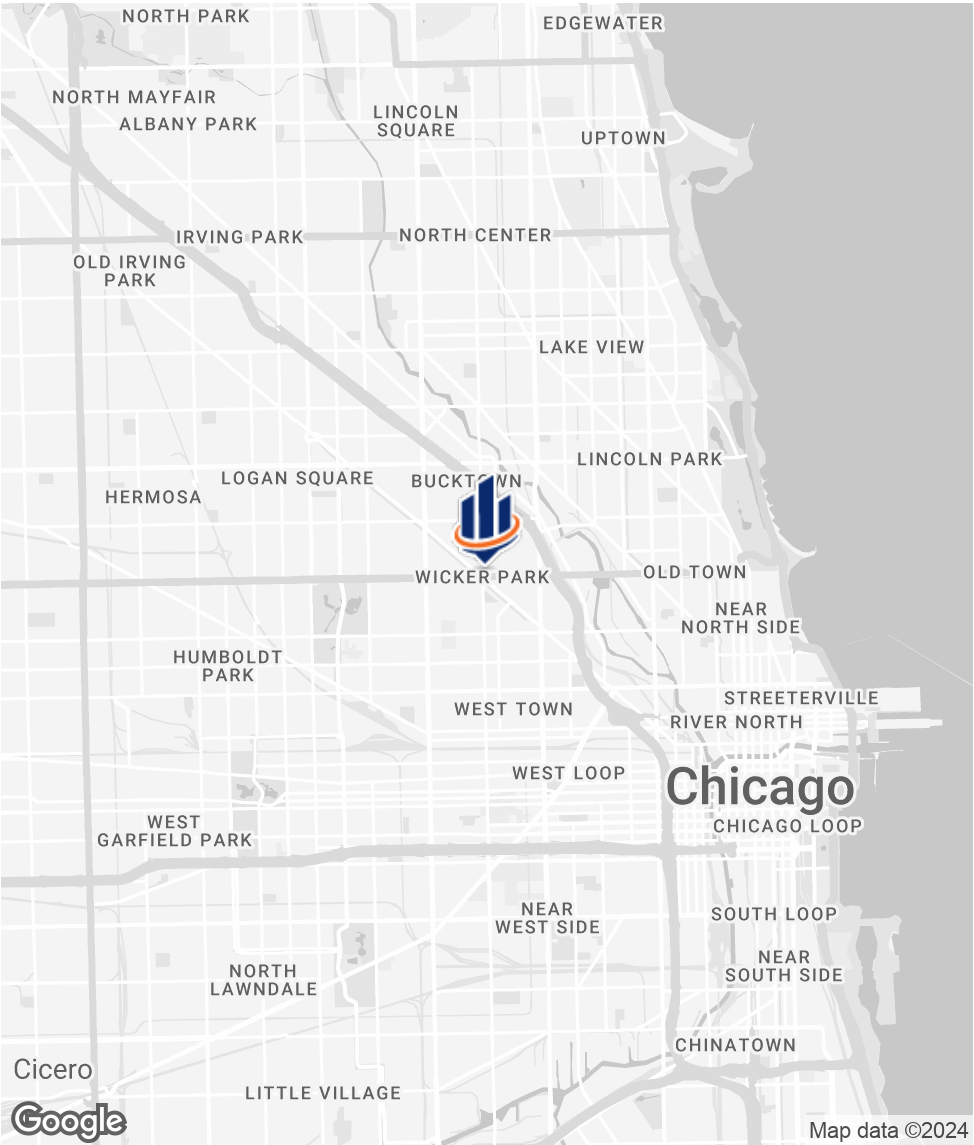 NORTH PARK
EDGEWATER
NORTH MAYFAIR
ALBANY PARK
LINCOLN
SQUARE
UPTOWN
IRVING PARK
NORTH CENTER
OLD IRVING
PARK
LAKE VIEW
LINCOLN PARK
LOGAN SQUARE
BUCKTOWN
HERMOSA
WICKER PARK
OLD TOWN
NEAR
NORTH SIDE
HUMBOLDT
PARK
STREETERVILLE
WEST TOWN
RIVER NORTH
WEST LOOP
Chicago
WEST
GARFIELD PARK
CHICAGO LOOP
NEAR
WEST SIDE
SOUTH LOOP
NORTH
LAWNDALE
NEAR
SOUTH SIDE
CHINATOWN
Cicero
LITTLE VILLAGE
Google
Map data ©2024